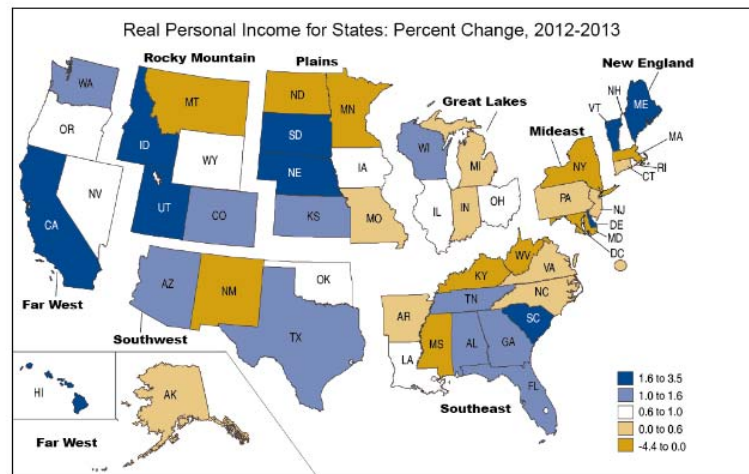 Real Personal Income for States: Percent Change, 2012-2013
Rocky Mountain
Plains
New England
Great Lakes
Mideast
WA
MT
ND
MN
VT
NH
ME
OR
ID
SD
WI
MI
NY
MA
WY
IA
RI
CT
NV
NE
PA
NJ
CA
UT
CO
KS
MO
IL
IN
OH
DE
MD
DC
WV
VA
KY
Far West
AZ
NM
OK
TN
NC
AR
SC
Southwest
TX
LA
MS
AL
GA
FL
HI
AK
Southeast
Far West
1.6 to 3.5
1.0 to 1.6
0.6 to 1.0
0.0 to 0.6
-4.4 to 0.0